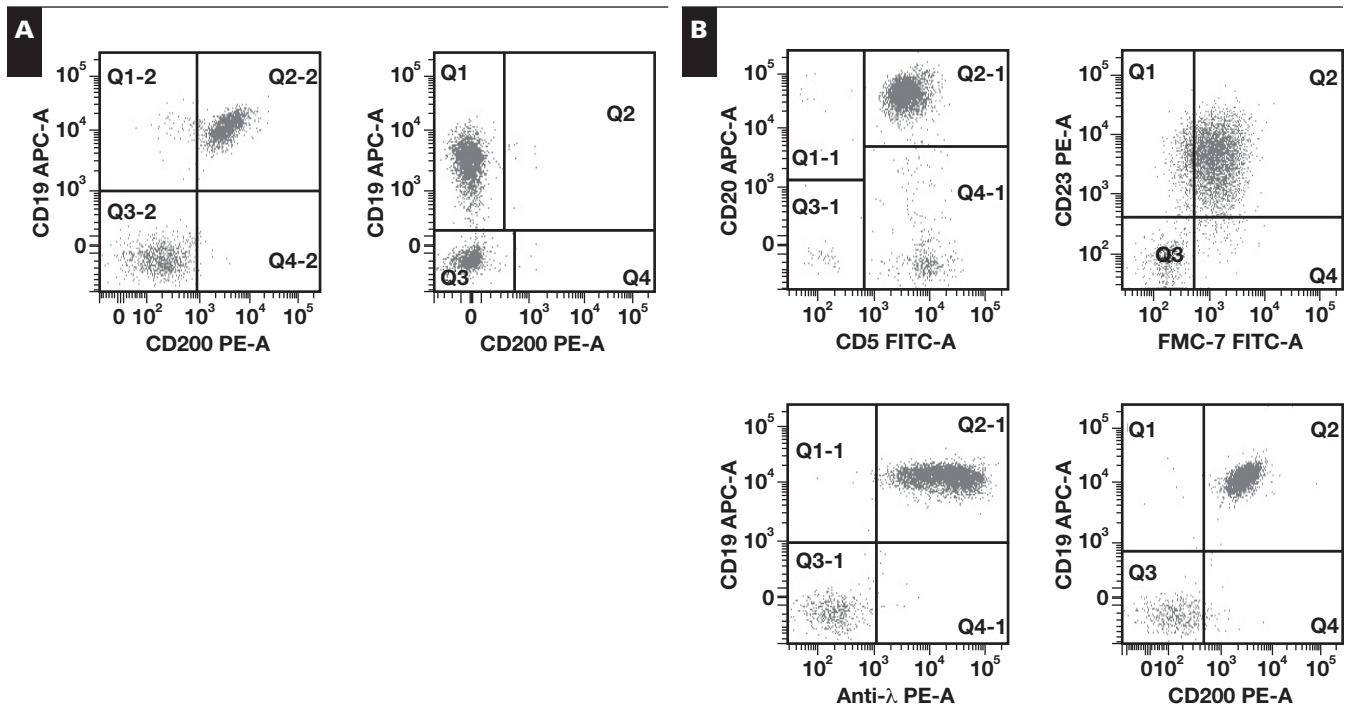 A
B
10⁵
10⁴
10³
0
CD19 APC-A
Q1-2
Q2-2
Q3-2
Q4-2
0 10² 10³ 10⁴ 10⁵
CD200 PE-A
10⁵
10⁴
10³
0
CD19 APC-A
Q1
Q2
Q3
Q4
0 10³ 10⁴ 10⁵
CD200 PE-A
10⁵
10⁴
10³
0
CD20 APC-A
Q2-1
Q1-1
Q3-1
Q4-1
10² 10³ 10⁴ 10⁵
CD5 FITC-A
10⁵
10⁴
10³
10²
CD23 PE-A
Q1
Q2
Q3
Q4
10² 10³ 10⁴ 10⁵
FMC-7 FITC-A
10⁵
10⁴
10³
0
CD19 APC-A
Q2-1
Q1-1
Q3-1
Q4-1
10² 10³ 10⁴ 10⁵
Anti-λ PE-A
10⁵
10⁴
10³
0
CD19 APC-A
Q1
Q2
Q3
Q4
010² 10³ 10⁴ 10⁵
CD200 PE-A